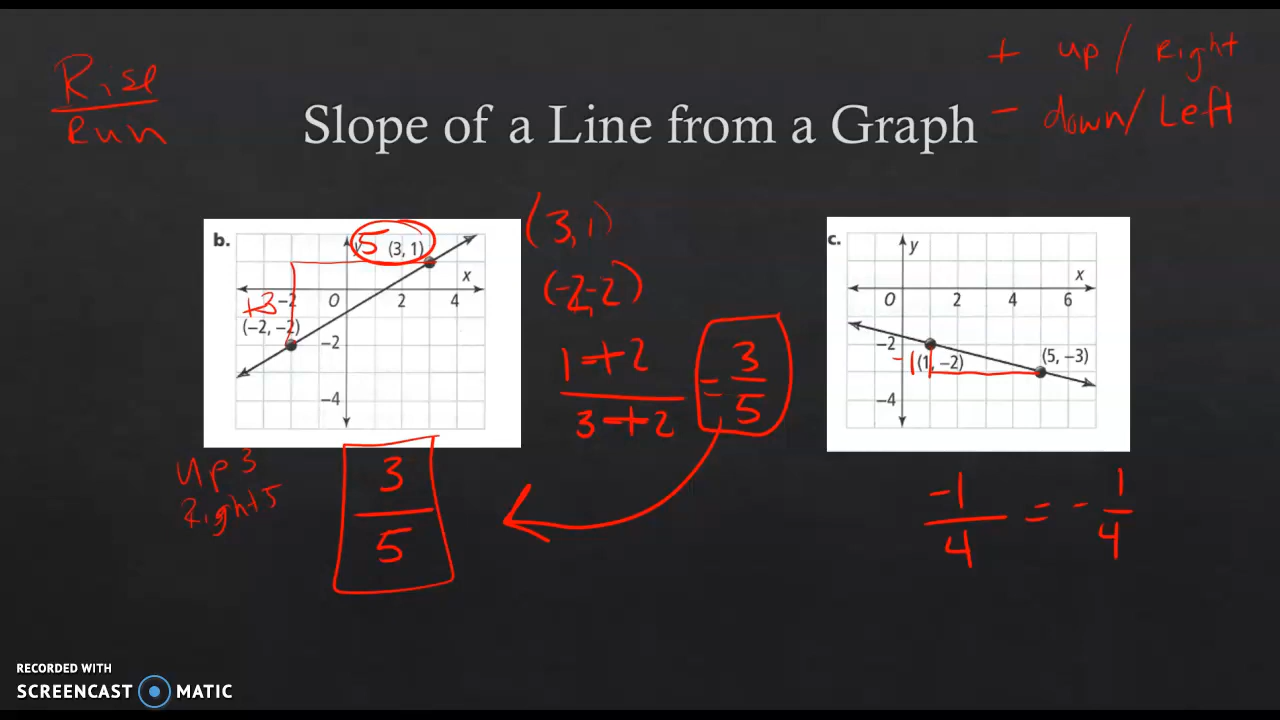 Rise
Run
Slope of a Line from a Graph
+ up / Right
- down / Left
b.
y
5
(3, 1)
x
+3
-2
O
2
4
(-2, -2)
-2
-4
(3, 1)
(-2, -2)
1 - + 2
3 - + 2
= 3
5
c.
y
x
O
2
4
6
-2
-1
(1, -2)
(5, -3)
-4
Up 3
Right 5
3
5
-1
4
= - 1
4
RECORDED WITH
SCREENCAST MATIC